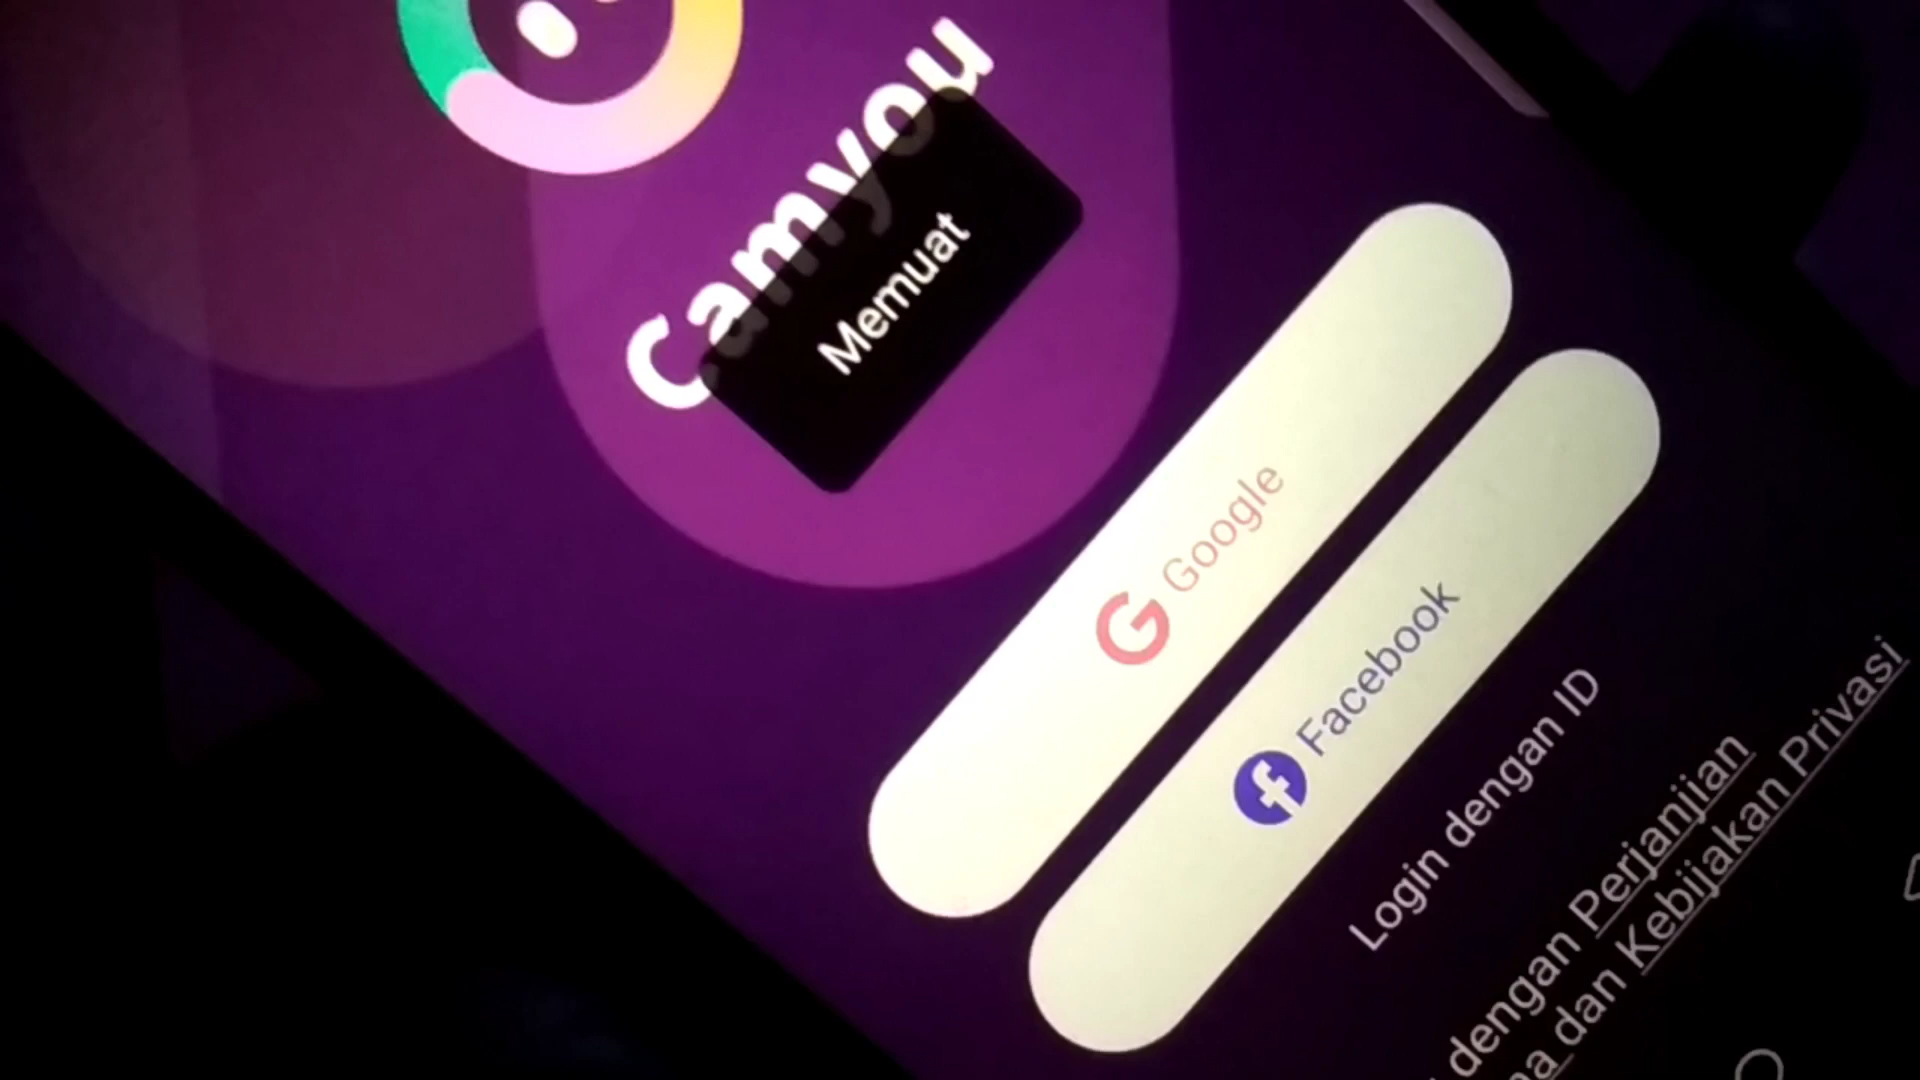 Camyou
Memuat
Google
Facebook
Login dengan ID
dengan Perjanjian
dan Kebijakan Privasi